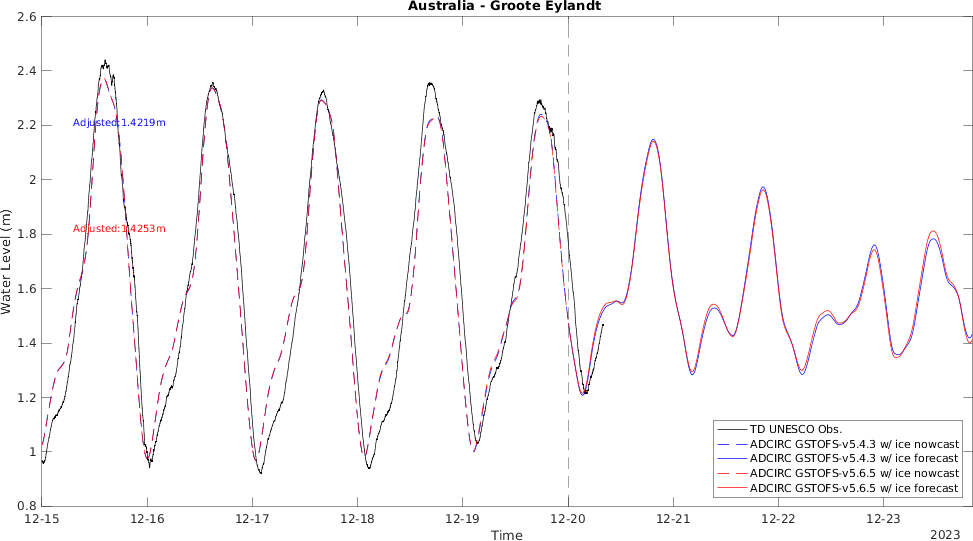 Australia - Groote Eylandt
2.6
2.4
Adjusted:1.4219m
2.2
2
Adjusted:1.4253m
1.8
Water Level (m)
1.6
1.4
1.2
1
0.8
TD UNESCO Obs.
ADCIRC GSTOFS-v5.4.3 w/ ice nowcast
ADCIRC GSTOFS-v5.4.3 w/ ice forecast
ADCIRC GSTOFS-v5.6.5 w/ ice nowcast
ADCIRC GSTOFS-v5.6.5 w/ ice forecast
12-15 12-16 12-17 12-18 12-19 12-20 12-21 12-22 12-23
Time
2023